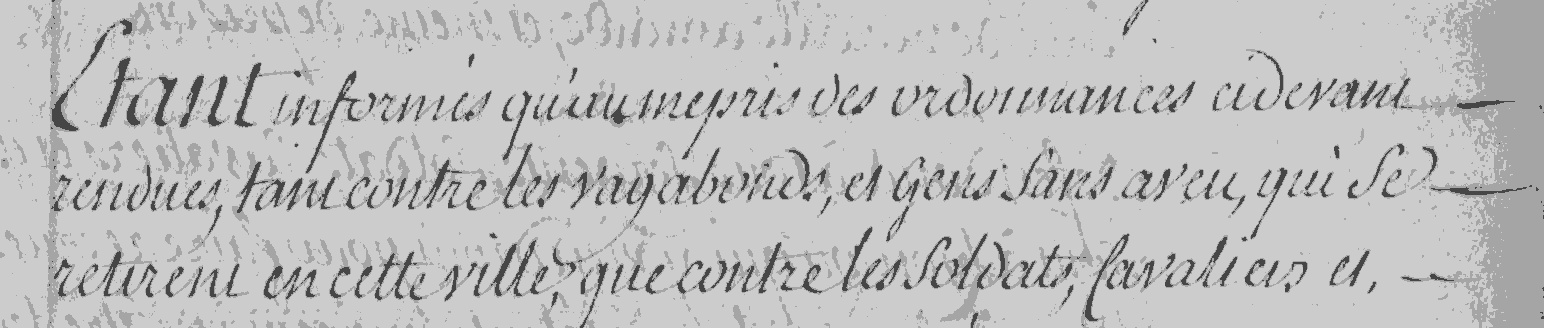 Etant informés qu'au mepris des ordonnances cidevant
rendues, tant contre les vagabonds, et gens sans aveu, qui se
retirent en cette ville, que contre les soldats, cavaliers et,